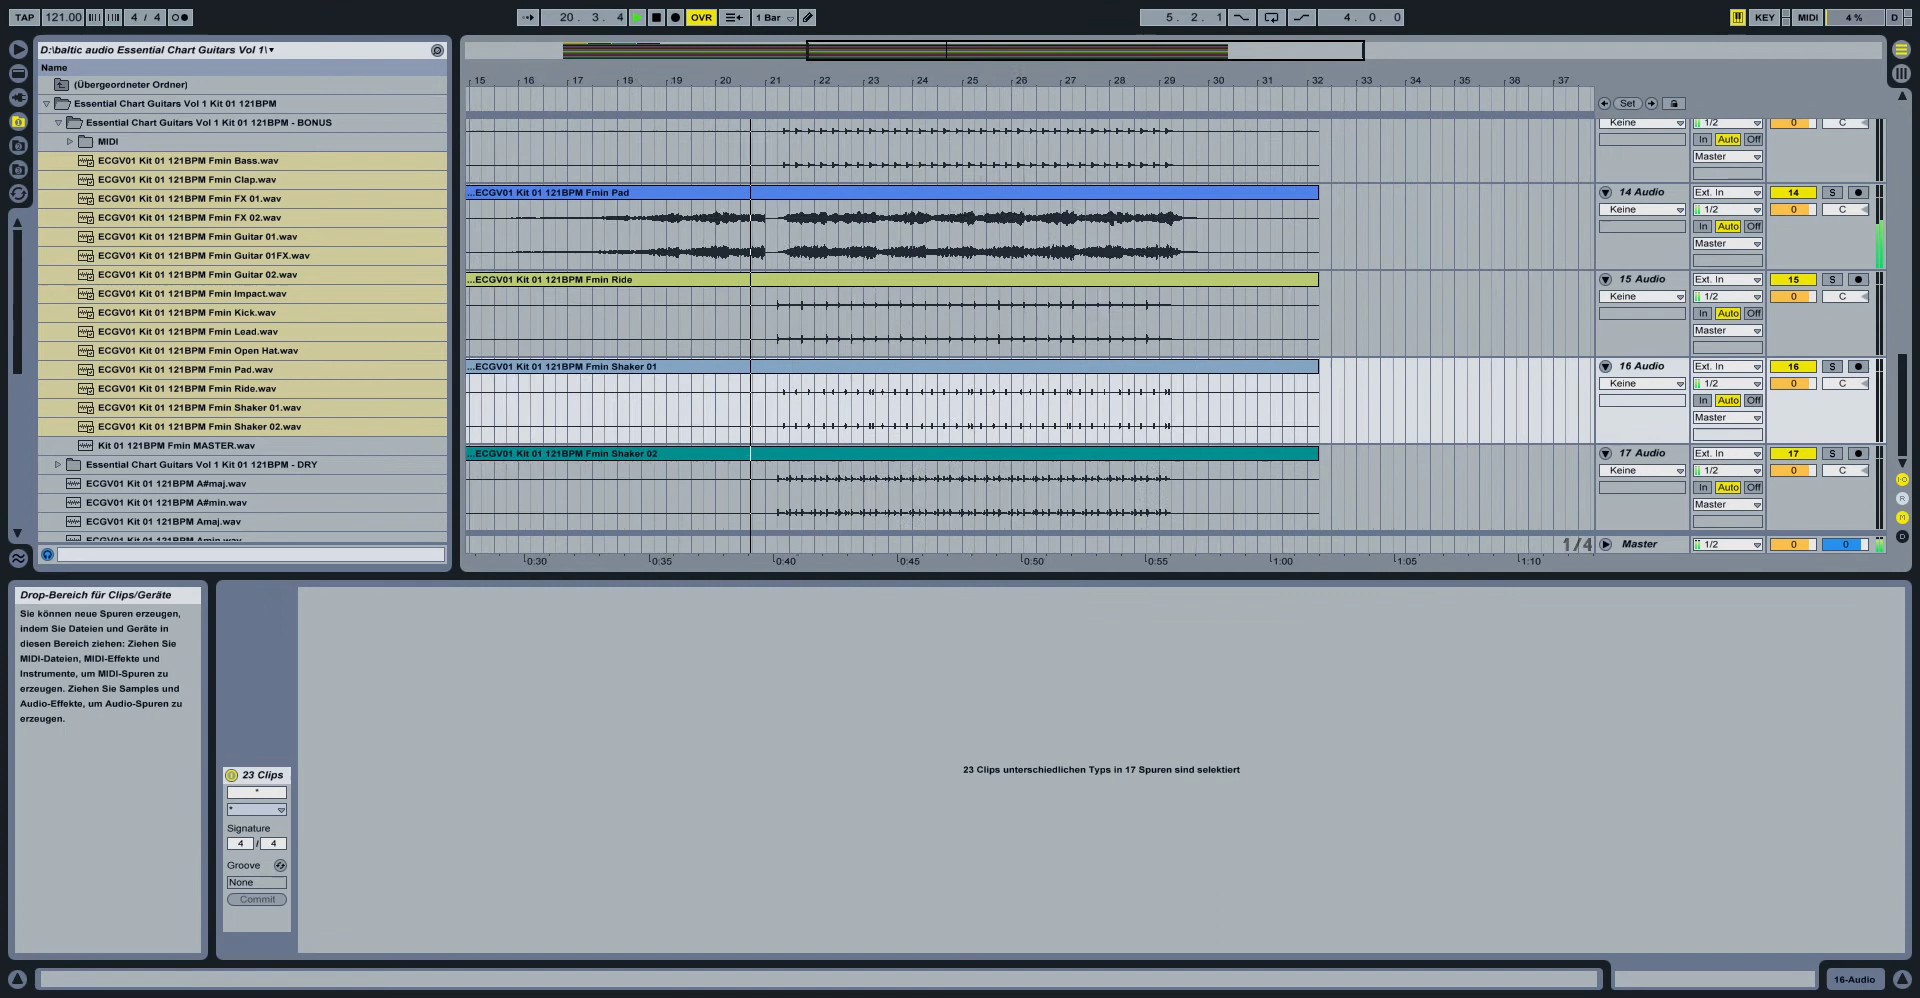 TAP 121.00 4 / 4
20 . 3 . 4 OVR 1 Bar
5 . 2 . 1 4 . 0 . 0
KEY MIDI 4 % D
D:\baltic audio Essential Chart Guitars Vol 1\
Name
(Übergeordneter Ordner)
Essential Chart Guitars Vol 1 Kit 01 121BPM
Essential Chart Guitars Vol 1 Kit 01 121BPM - BONUS
MIDI
ECGV01 Kit 01 121BPM Fmin Bass.wav
ECGV01 Kit 01 121BPM Fmin Clap.wav
ECGV01 Kit 01 121BPM Fmin FX 01.wav
ECGV01 Kit 01 121BPM Fmin FX 02.wav
ECGV01 Kit 01 121BPM Fmin Guitar 01.wav
ECGV01 Kit 01 121BPM Fmin Guitar 01FX.wav
ECGV01 Kit 01 121BPM Fmin Guitar 02.wav
ECGV01 Kit 01 121BPM Fmin Impact.wav
ECGV01 Kit 01 121BPM Fmin Kick.wav
ECGV01 Kit 01 121BPM Fmin Lead.wav
ECGV01 Kit 01 121BPM Fmin Open Hat.wav
ECGV01 Kit 01 121BPM Fmin Pad.wav
ECGV01 Kit 01 121BPM Fmin Ride.wav
ECGV01 Kit 01 121BPM Fmin Shaker 01.wav
ECGV01 Kit 01 121BPM Fmin Shaker 02.wav
Kit 01 121BPM Fmin MASTER.wav
Essential Chart Guitars Vol 1 Kit 01 121BPM - DRY
ECGV01 Kit 01 121BPM A#maj.wav
ECGV01 Kit 01 121BPM A#min.wav
ECGV01 Kit 01 121BPM Amaj.wav
ECGV01 Kit 01 121BPM Amin.wav
15 16 17 18 19 20 21 22 23 24 25 26 27 28 29 30 31 32 33 34 35 36 37
Set
Keine 1/2 0 C
In Auto Off
Master
...ECGV01 Kit 01 121BPM Fmin Pad
14 Audio Ext. In 14 S
Keine 1/2 0 C
In Auto Off
Master
...ECGV01 Kit 01 121BPM Fmin Ride
15 Audio Ext. In 15 S
Keine 1/2 0 C
In Auto Off
Master
...ECGV01 Kit 01 121BPM Fmin Shaker 01
16 Audio Ext. In 16 S
Keine 1/2 0 C
In Auto Off
Master
...ECGV01 Kit 01 121BPM Fmin Shaker 02
17 Audio Ext. In 17 S
Keine 1/2 0 C
In Auto Off
Master
1/4 Master 1/2 0 0
0:30 0:35 0:40 0:45 0:50 0:55 1:00 1:05 1:10
I·O
R
M
D
Drop-Bereich für Clips/Geräte
Sie können neue Spuren erzeugen,
indem Sie Dateien und Geräte in
diesen Bereich ziehen: Ziehen Sie
MIDI-Dateien, MIDI-Effekte und
Instrumente, um MIDI-Spuren zu
erzeugen. Ziehen Sie Samples und
Audio-Effekte, um Audio-Spuren zu
erzeugen.
23 Clips
*
*
Signature
4 / 4
Groove
None
Commit
23 Clips unterschiedlichen Typs in 17 Spuren sind selektiert
16-Audio